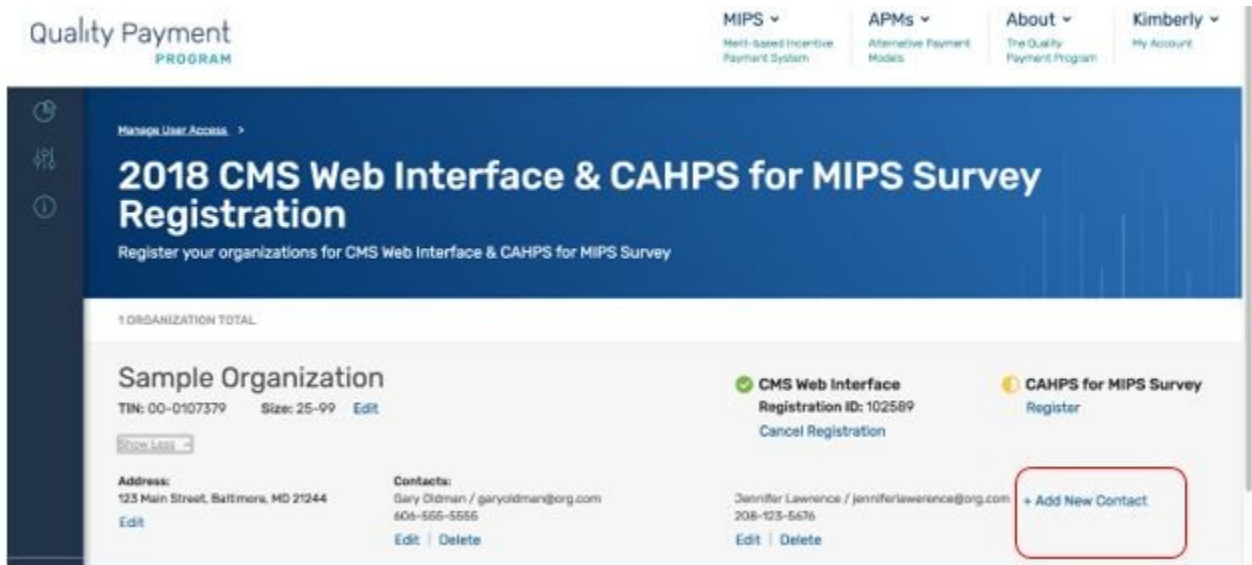 Quality Payment
PROGRAM
MIPS
Merit-based Incentive
Payment System
APMs
Alternative Payment
Models
About
The Quality
Payment Program
Kimberly
My Account
Manage User Access >
2018 CMS Web Interface & CAHPS for MIPS Survey
Registration
Register your organizations for CMS Web Interface & CAHPS for MIPS Survey
1 ORGANIZATION TOTAL
Sample Organization
TIN: 00-0107379 Size: 25-99 Edit
Show Less -
CMS Web Interface
Registration ID: 102589
Cancel Registration
CAHPS for MIPS Survey
Register
Address:
123 Main Street, Baltimore, MD 21244
Edit
Contacts:
Gary Oldman / garyoldman@org.com
606-555-5555
Edit | Delete
Jennifer Lawrence / jenniferlawerence@org.com
208-123-5676
Edit | Delete
+ Add New Contact